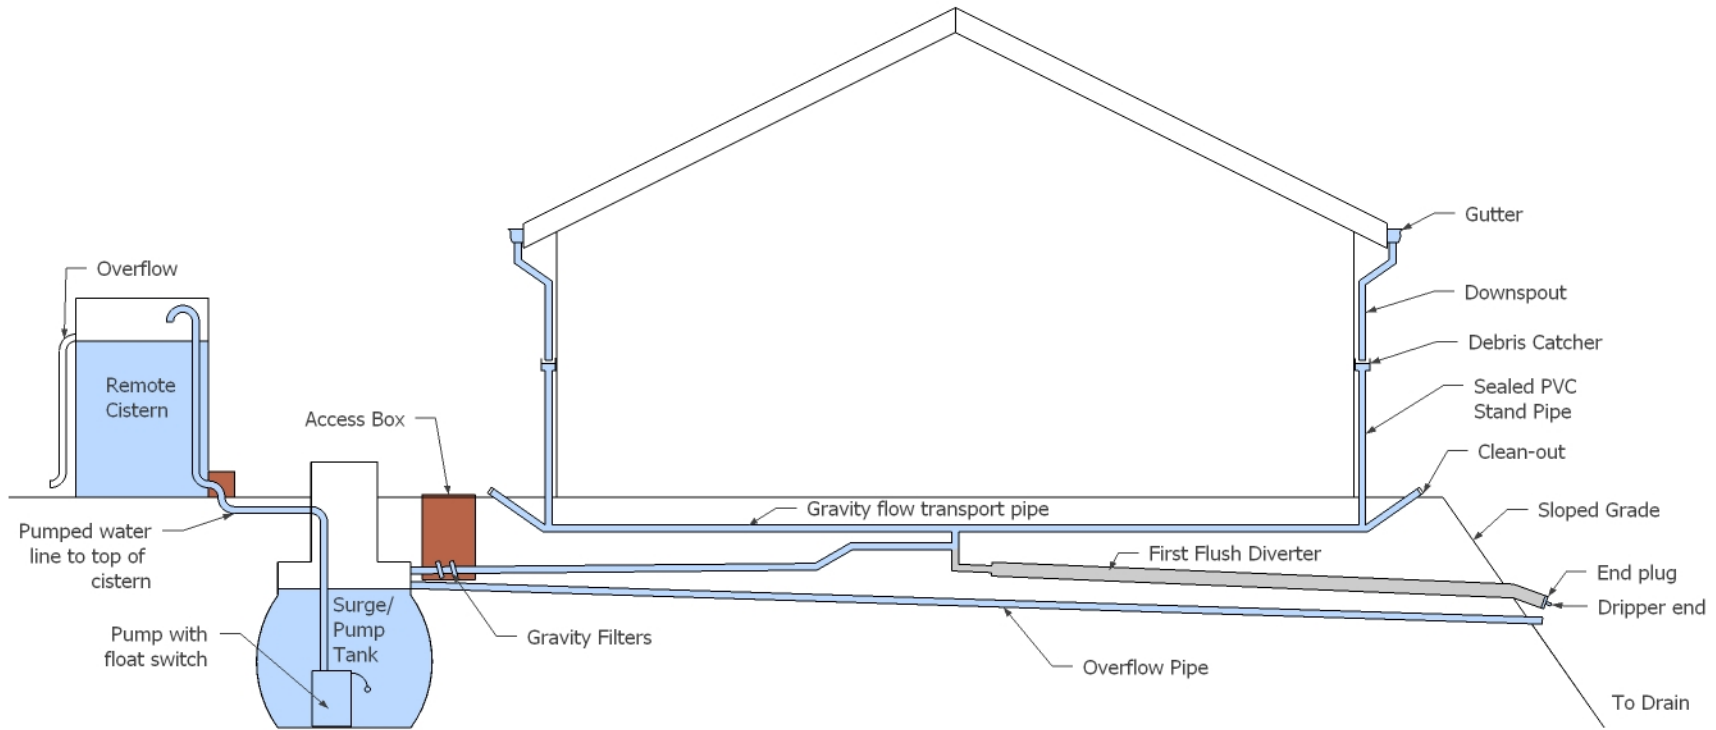 Gutter
Overflow
Downspout
Debris Catcher
Remote
Cistern
Sealed PVC
Stand Pipe
Access Box
Clean-out
Gravity flow transport pipe
Sloped Grade
Pumped water
line to top of
cistern
First Flush Diverter
End plug
Dripper end
Surge/
Pump
Tank
Pump with
float switch
Gravity Filters
Overflow Pipe
To Drain